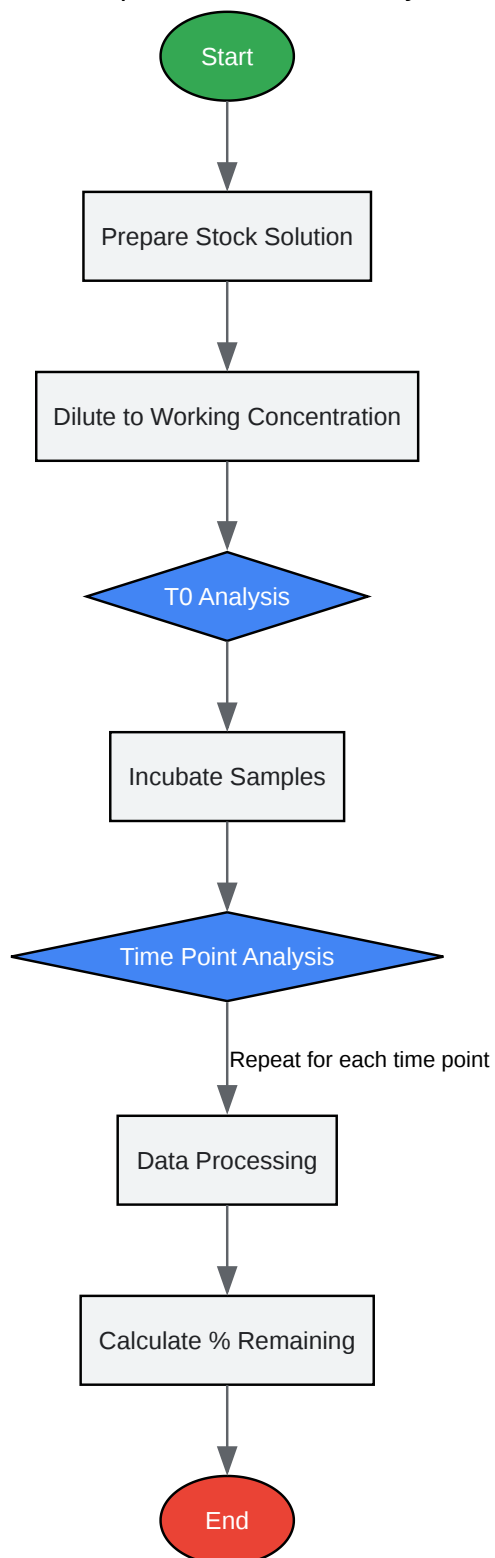 Start
Prepare Stock Solution
Dilute to Working Concentration
T0 Analysis
Incubate Samples
Time Point Analysis
Repeat for each time point
Data Processing
Calculate % Remaining
End